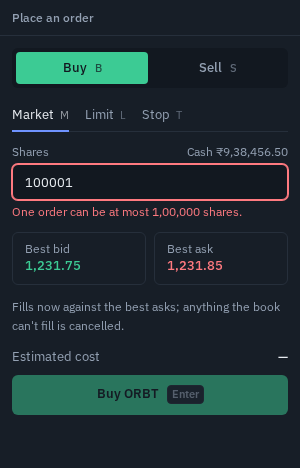 Place an order
Buy B Sell S
Market M Limit L Stop T
Shares Cash ₹9,38,456.50
100001
One order can be at most 1,00,000 shares.
Best bid Best ask
1,231.75 1,231.85
Fills now against the best asks; anything the book
can't fill is cancelled.
Estimated cost —
Buy ORBT Enter